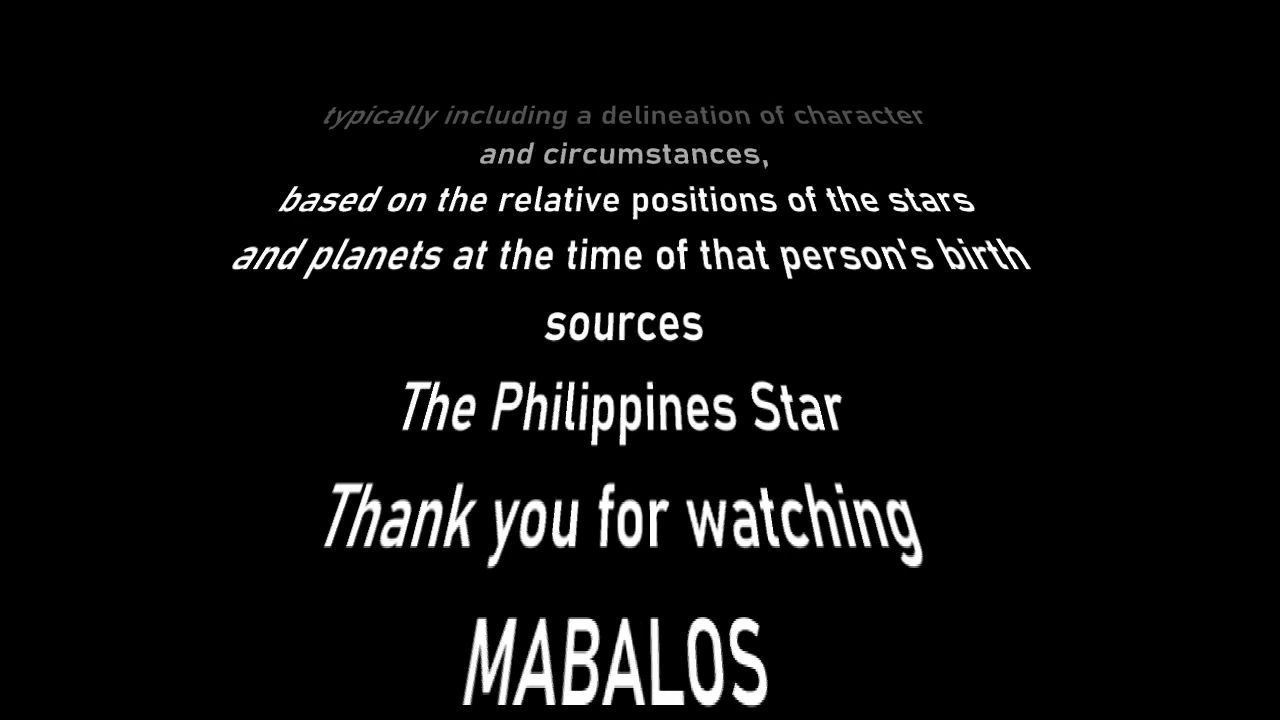 typically including a delineation of character
and circumstances,
based on the relative positions of the stars
and planets at the time of that person's birth
sources
The Philippines Star
Thank you for watching
MABALOS